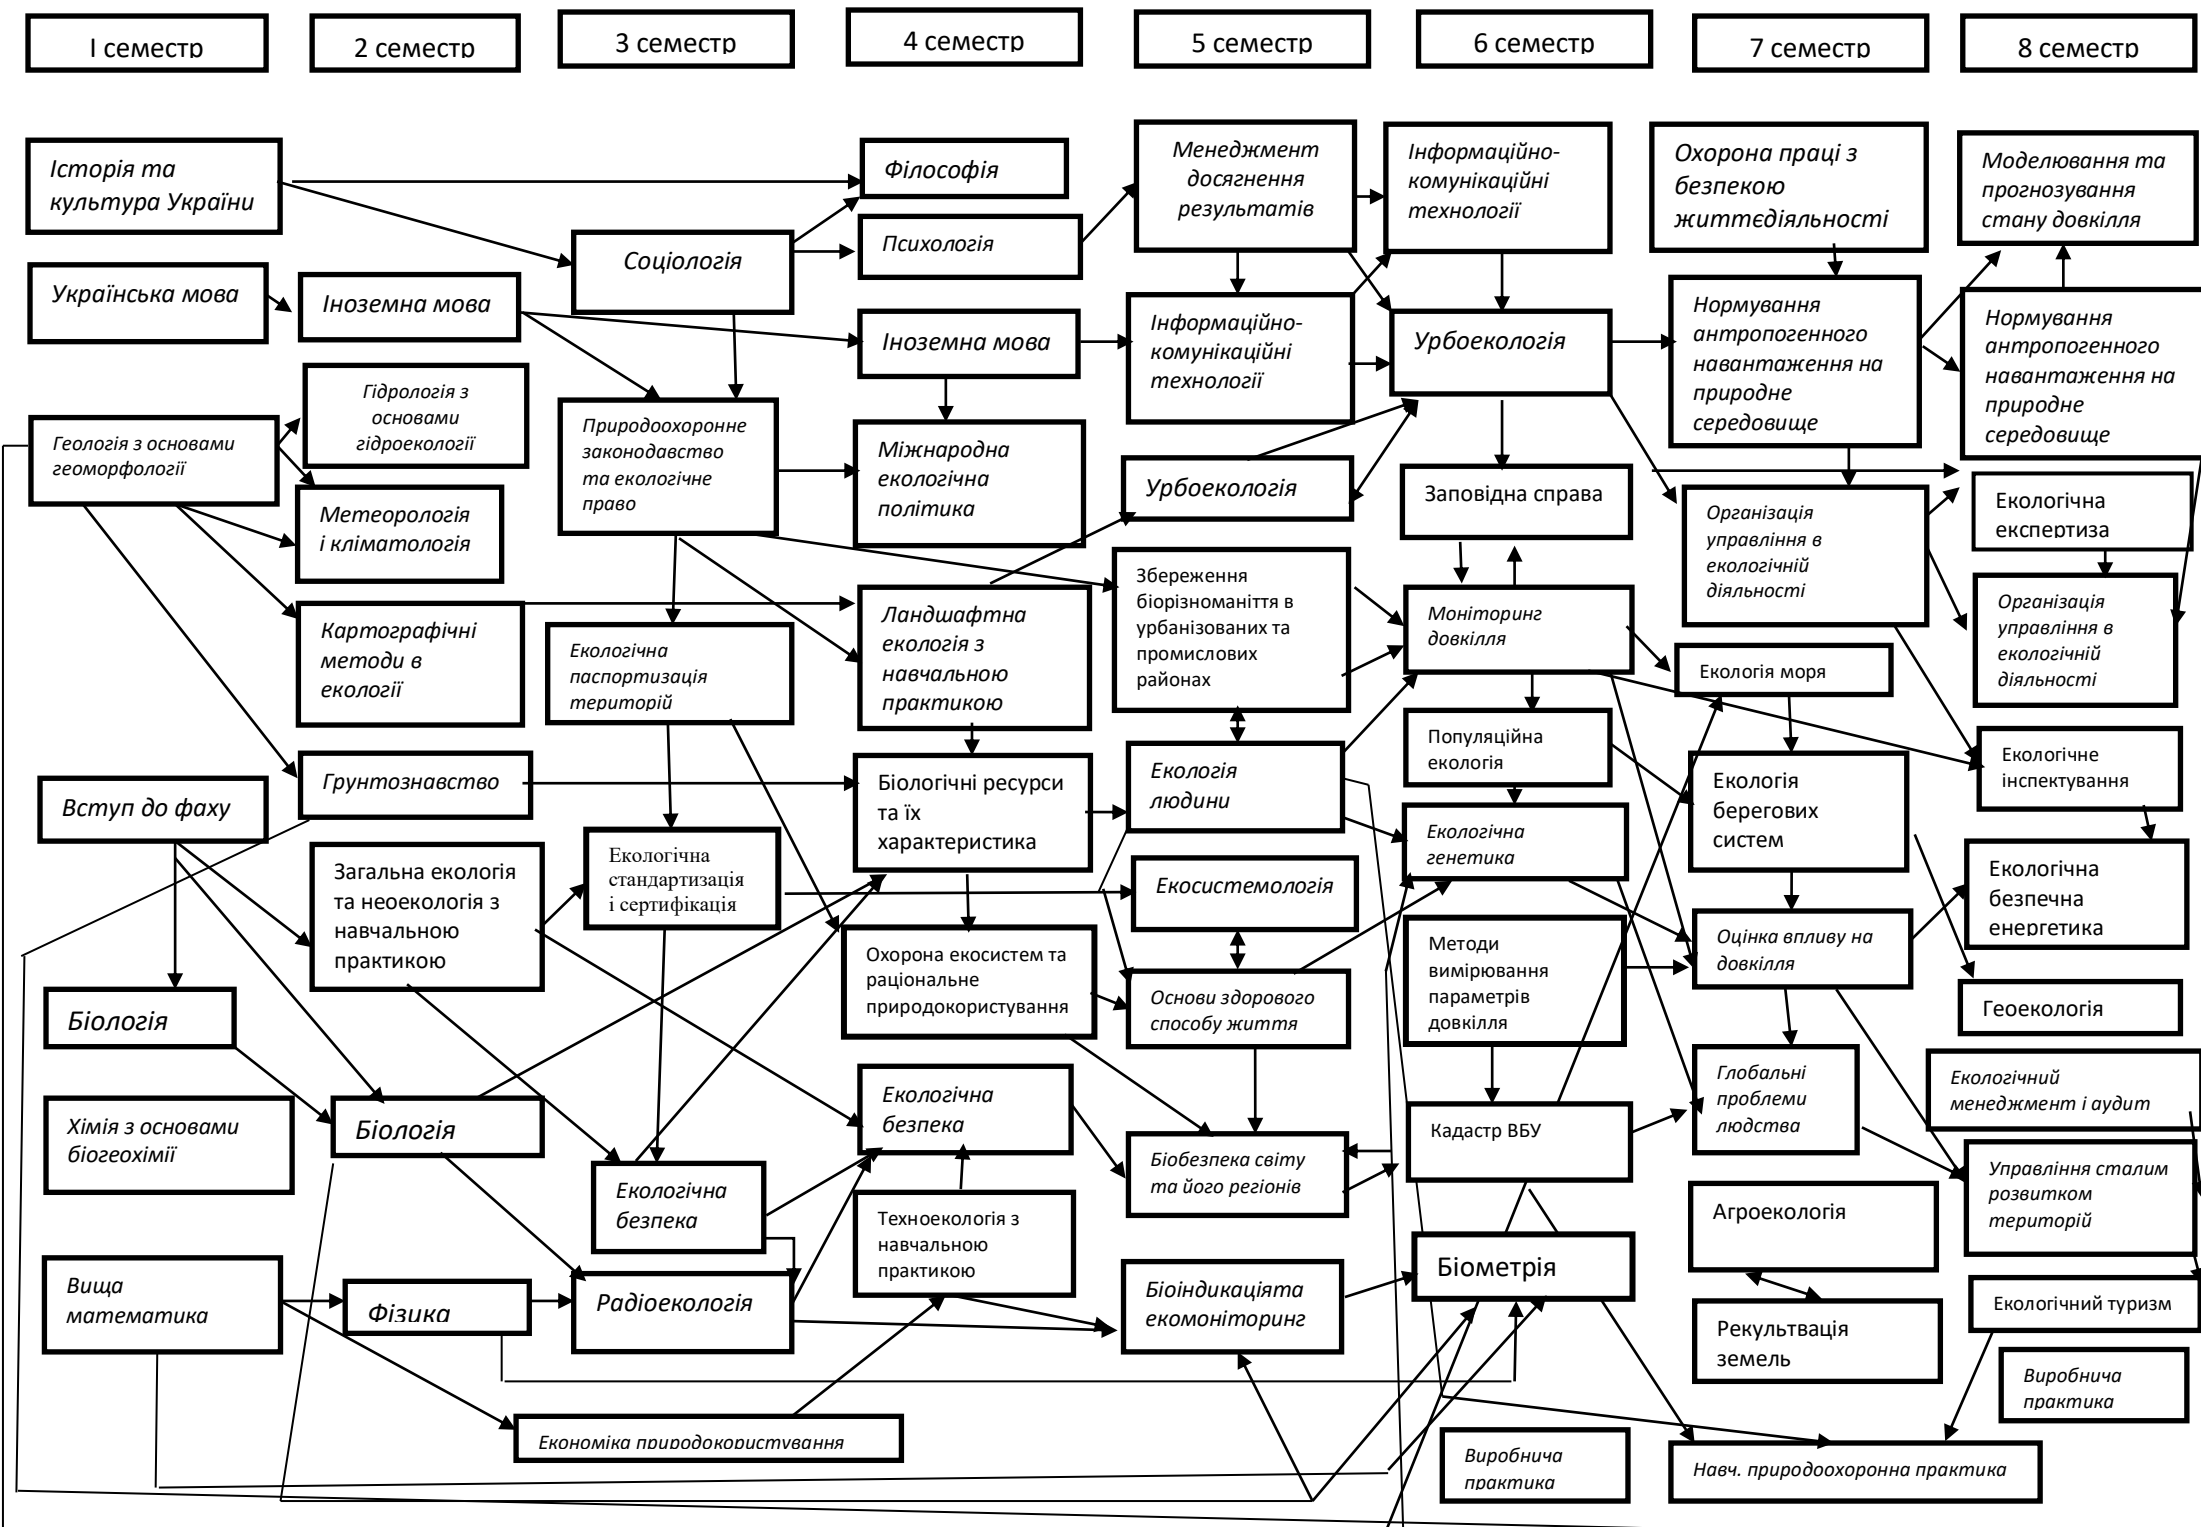 I семестр
2 семестр
3 семестр
4 семестр
5 семестр
6 семестр
7 семестр
8 семестр
Історія та
культура України
Українська мова
Геологія з основами
геоморфології
Вступ до фаху
Біологія
Хімія з основами
біогеохімії
Вища
математика
Іноземна мова
Гідрологія з
основами
гідроекології
Метеорологія
і кліматологія
Картографічні
методи в
екології
Грунтознавство
Загальна екологія
та неоекологія з
навчальною
практикою
Біологія
Фізика
Соціологія
Природоохоронне
законодавство
та екологічне
право
Екологічна
паспортизація
територій
Екологічна
стандартизація
і сертифікація
Екологічна
безпека
Радіоекологія
Економіка природокористування
Філософія
Психологія
Іноземна мова
Міжнародна
екологічна
політика
Ландшафтна
екологія з
навчальною
практикою
Біологічні ресурси
та їх
характеристика
Охорона екосистем та
раціональне
природокористування
Екологічна
безпека
Техноекологія з
навчальною
практикою
Менеджмент
досягнення
результатів
Інформаційно-
комунікаційні
технології
Урбоекологія
Збереження
біорізноманіття в
урбанізованих та
промислових
районах
Екологія
людини
Екосистемологія
Основи здорового
способу життя
Біобезпека світу
та його регіонів
Біоіндикаціята
екомоніторинг
Інформаційно-
комунікаційні
технології
Урбоекологія
Заповідна справа
Моніторинг
довкілля
Популяційна
екологія
Екологічна
генетика
Методи
вимірювання
параметрів
довкілля
Кадастр ВБУ
Біометрія
Виробнича
практика
Охорона праці з
безпекою
життєдіяльності
Нормування
антропогенного
навантаження на
природне
середовище
Організація
управління в
екологічній
діяльності
Екологія моря
Екологія
берегових
систем
Оцінка впливу на
довкілля
Глобальні
проблеми
людства
Агроекологія
Рекультвація
земель
Навч. природоохоронна практика
Моделювання та
прогнозування
стану довкілля
Нормування
антропогенного
навантаження на
природне
середовище
Екологічна
експертиза
Організація
управління в
екологічній
діяльності
Екологічне
інспектування
Екологічна
безпечна
енергетика
Геоекологія
Екологічний
менеджмент і аудит
Управління сталим
розвитком
територій
Екологічний туризм
Виробнича
практика